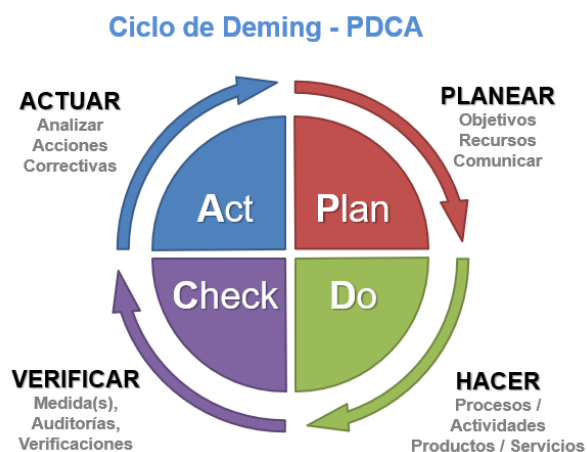 Ciclo de Deming - PDCA
ACTUAR
Analizar
Acciones
Correctivas
PLANEAR
Objetivos
Recursos
Comunicar
Act
Plan
Check
Do
VERIFICAR
Medida(s),
Auditorías,
Verificaciones
HACER
Procesos /
Actividades
Productos / Servicios